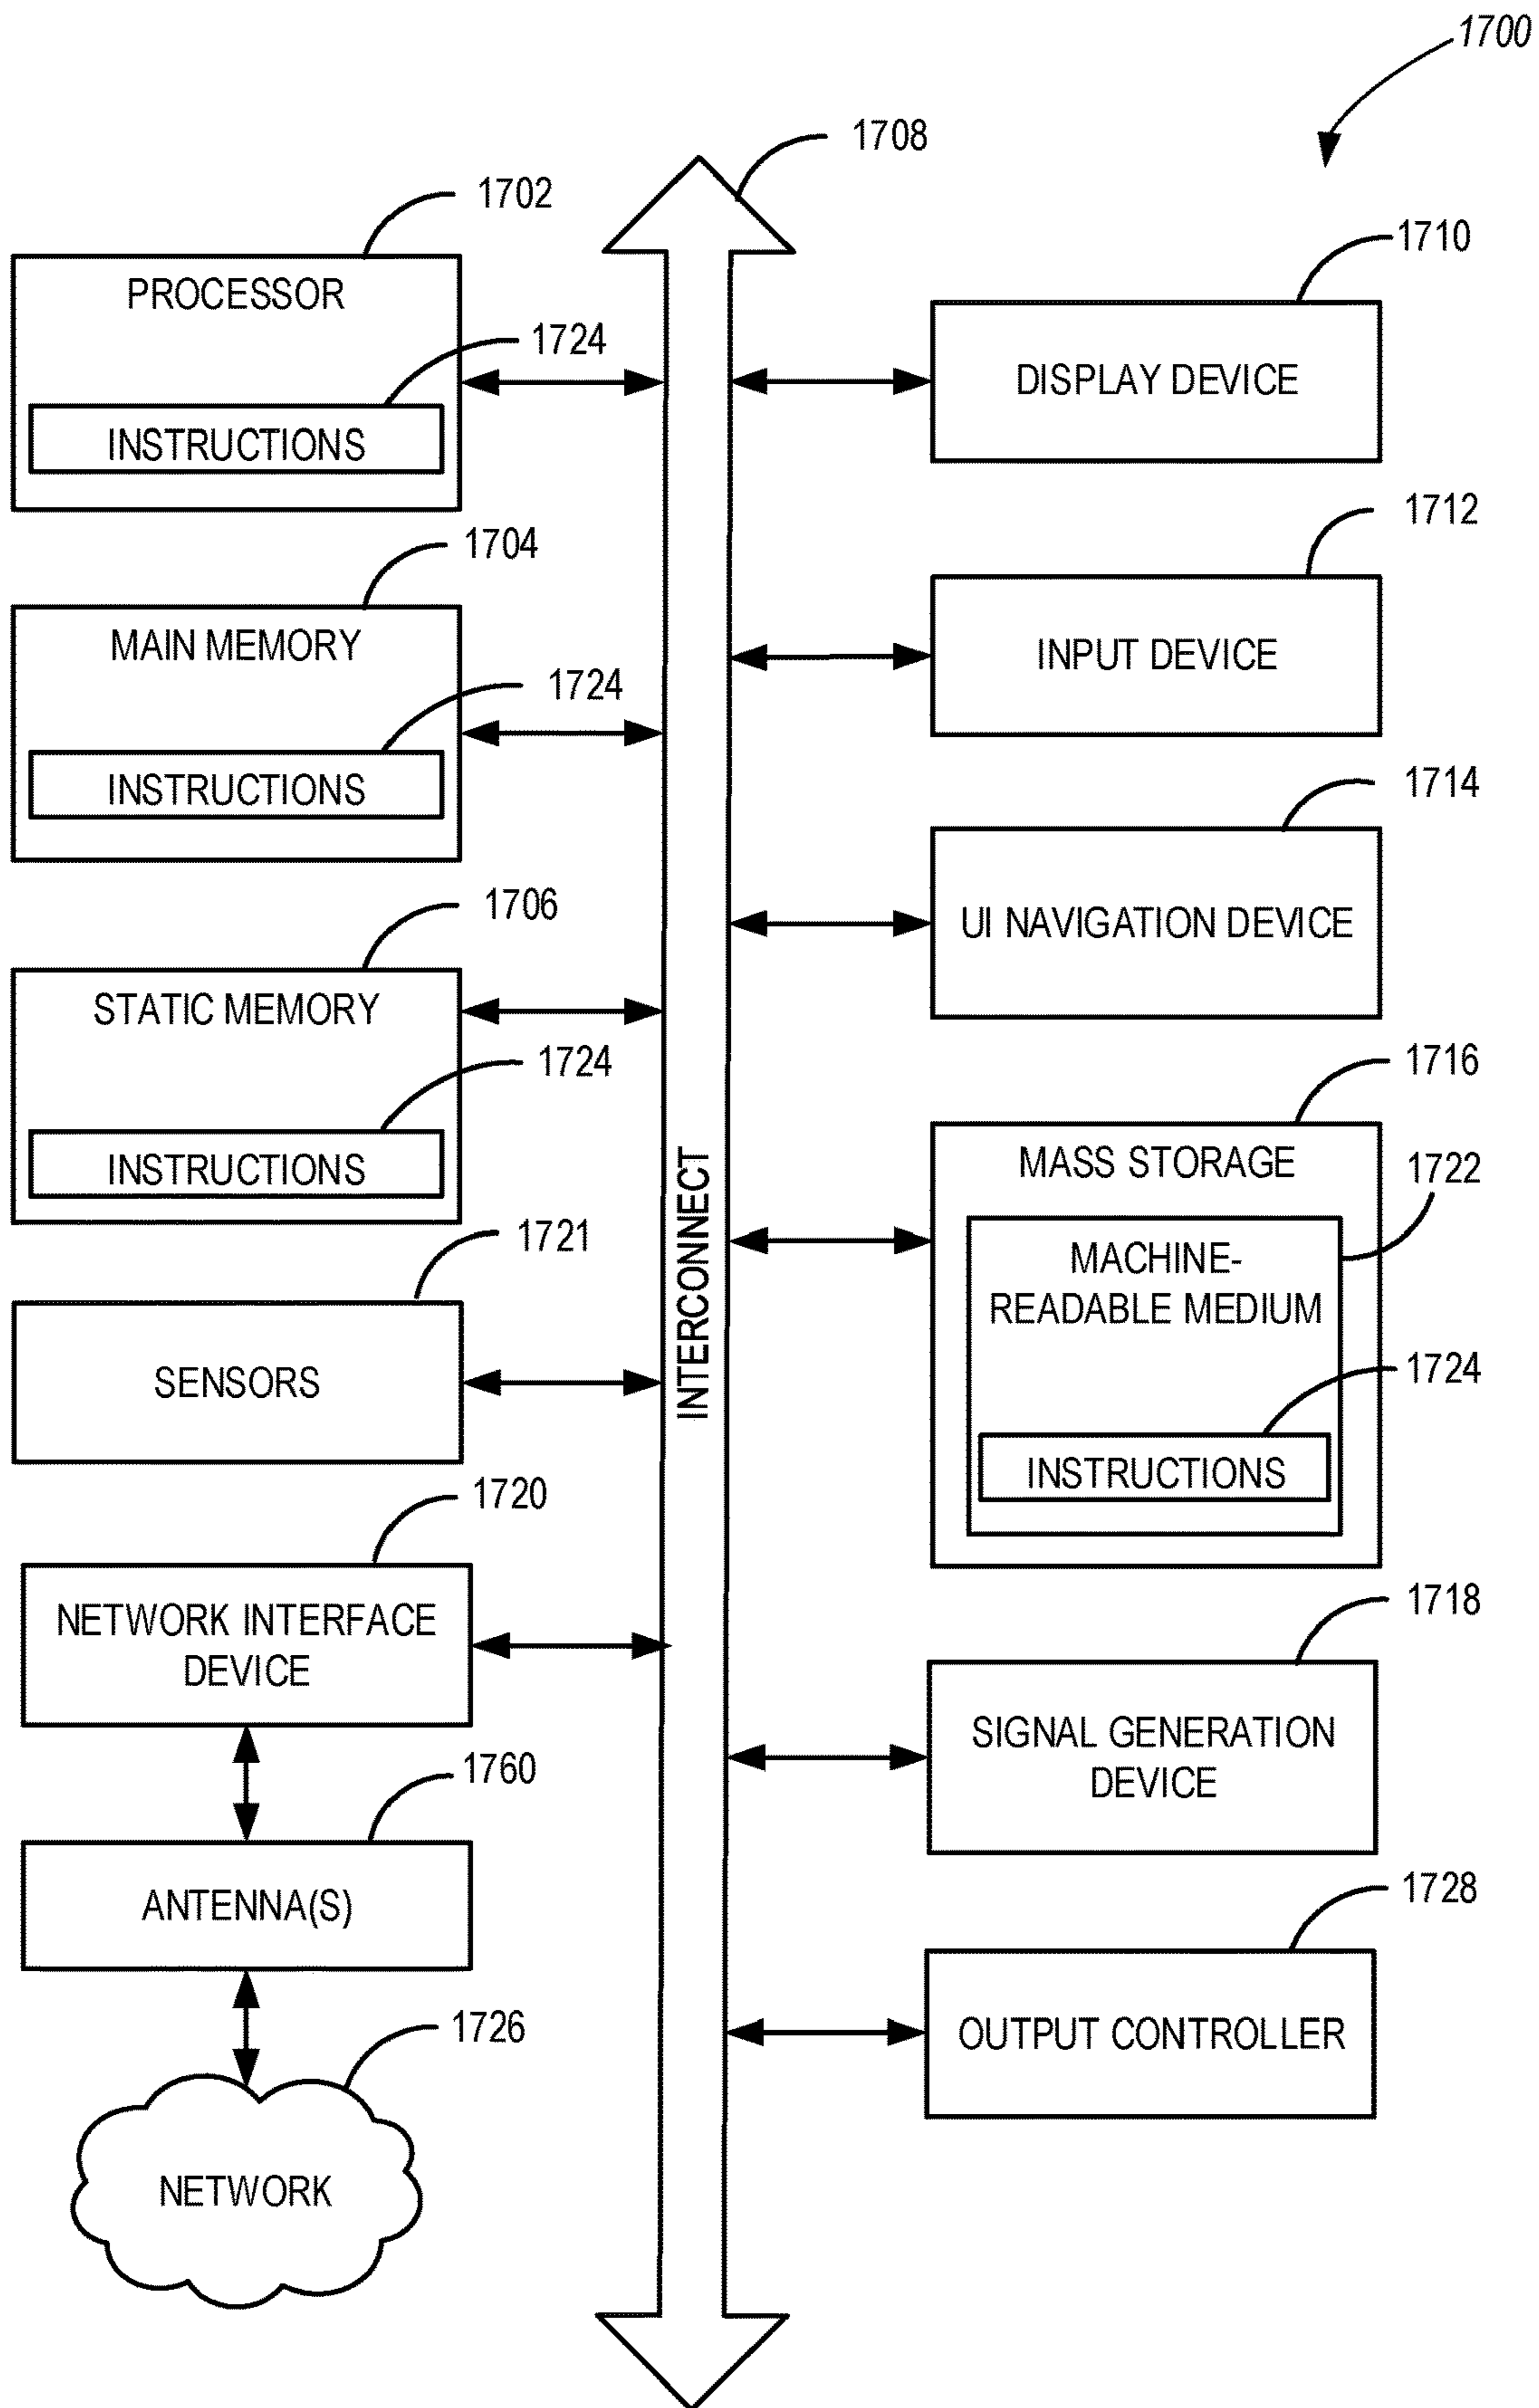 1700
1708
1702
PROCESSOR
1724
INSTRUCTIONS
1704
MAIN MEMORY
1724
INSTRUCTIONS
1706
STATIC MEMORY
1724
INSTRUCTIONS
1721
SENSORS
1720
NETWORK INTERFACE
DEVICE
1760
ANTENNA(S)
1726
NETWORK
INTERCONNECT
1710
DISPLAY DEVICE
1712
INPUT DEVICE
1714
UI NAVIGATION DEVICE
1716
MASS STORAGE
1722
MACHINE-
READABLE MEDIUM
1724
INSTRUCTIONS
1718
SIGNAL GENERATION
DEVICE
1728
OUTPUT CONTROLLER